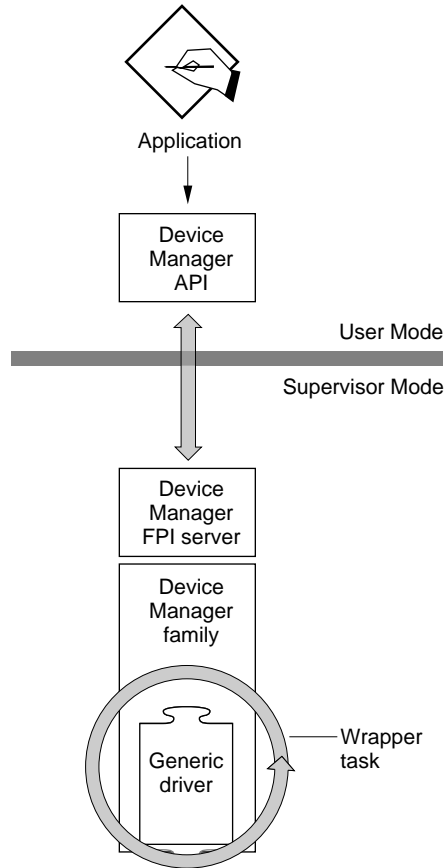 Application
Device
Manager
API
User Mode
Supervisor Mode
Device
Manager
FPI server
Device
Manager
family
Generic
driver
Wrapper
task